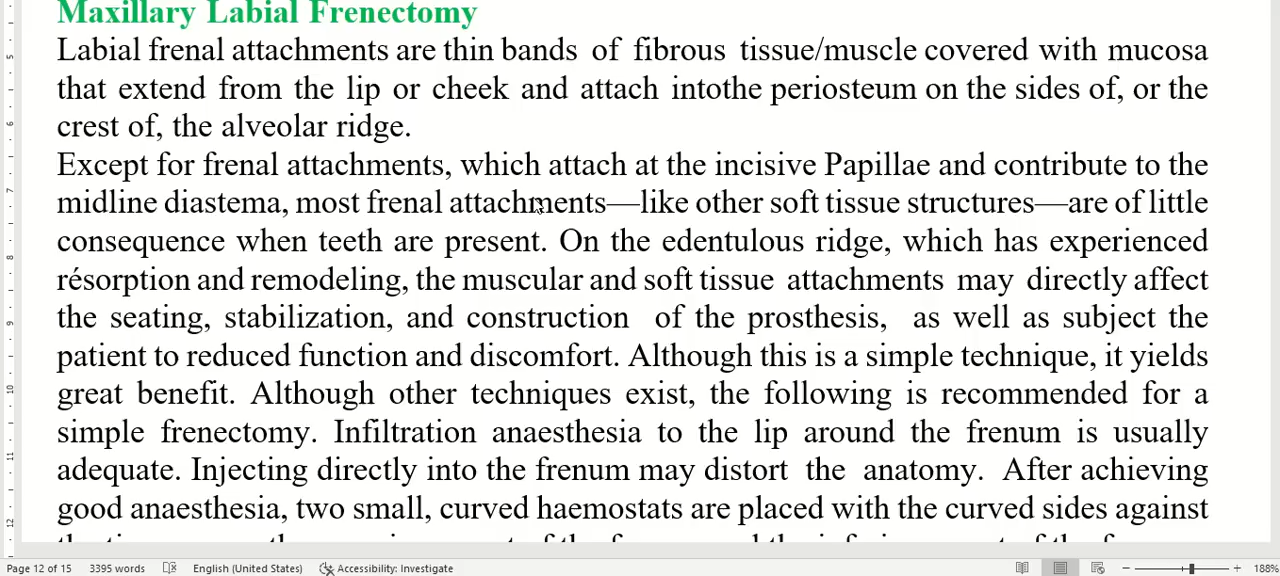 Maxillary Labial Frenectomy
Labial frenal attachments are thin bands of fibrous tissue/muscle covered with mucosa
that extend from the lip or cheek and attach intothe periosteum on the sides of, or the
crest of, the alveolar ridge.
Except for frenal attachments, which attach at the incisive Papillae and contribute to the
midline diastema, most frenal attachments—like other soft tissue structures—are of little
consequence when teeth are present. On the edentulous ridge, which has experienced
résorption and remodeling, the muscular and soft tissue attachments may directly affect
the seating, stabilization, and construction of the prosthesis, as well as subject the
patient to reduced function and discomfort. Although this is a simple technique, it yields
great benefit. Although other techniques exist, the following is recommended for a
simple frenectomy. Infiltration anaesthesia to the lip around the frenum is usually
adequate. Injecting directly into the frenum may distort the anatomy. After achieving
good anaesthesia, two small, curved haemostats are placed with the curved sides against
Page 12 of 15 3395 words English (United States) Accessibility: Investigate 188%
5
6
7
8
9
10
11
12